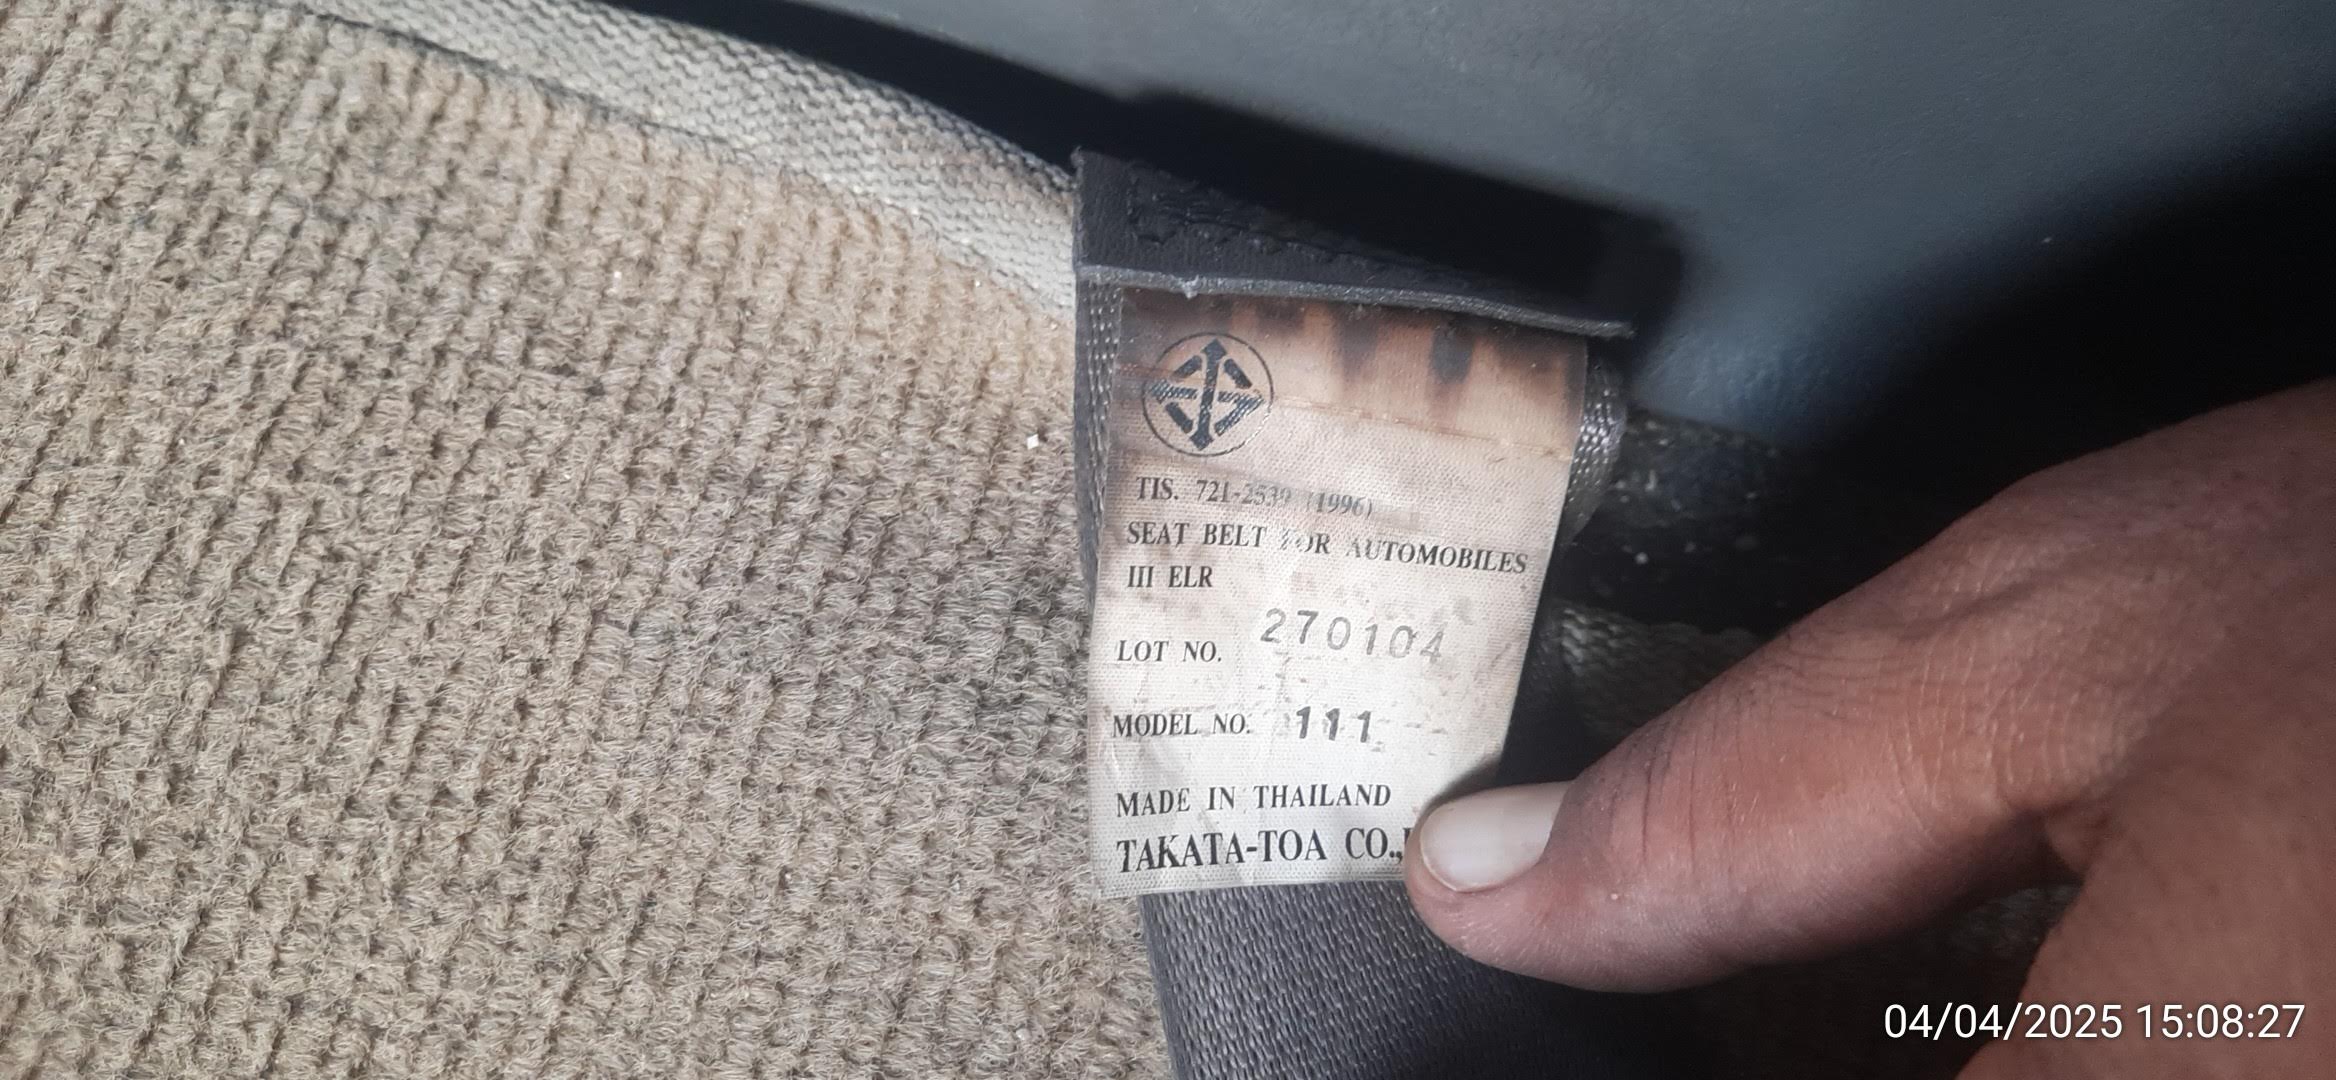 TIS. 721-2539 (1996)
SEAT BELT FOR AUTOMOBILES
III ELR
LOT NO. 270104
MODEL NO. 111
MADE IN THAILAND
TAKATA-TOA CO.,
04/04/2025 15:08:27